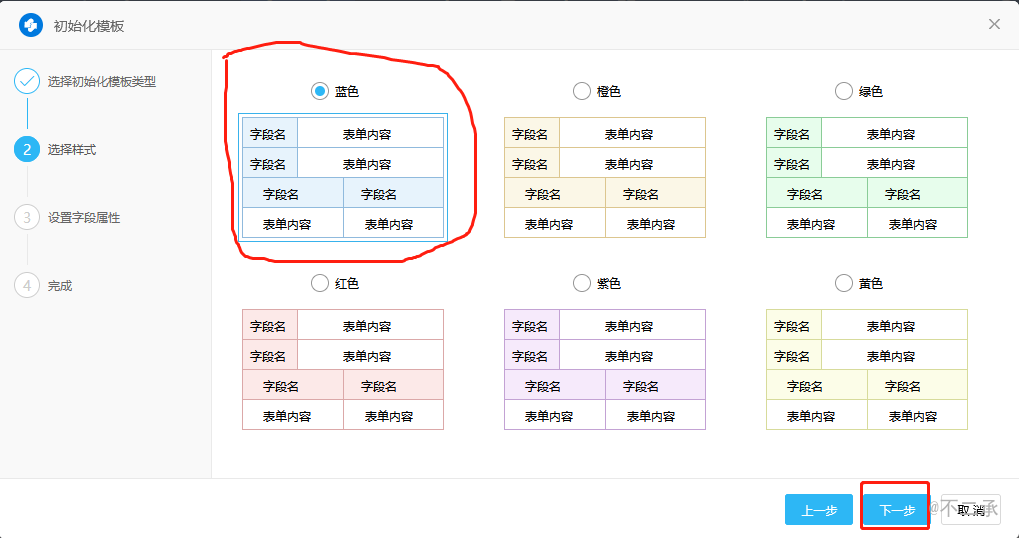 初始化模板
选择初始化模板类型
2 选择样式
3 设置字段属性
4 完成
蓝色 橙色 绿色
字段名 表单内容 字段名 表单内容 字段名 表单内容
字段名 表单内容 字段名 表单内容 字段名 表单内容
字段名 字段名 字段名 字段名 字段名 字段名
表单内容 表单内容 表单内容 表单内容 表单内容 表单内容
红色 紫色 黄色
字段名 表单内容 字段名 表单内容 字段名 表单内容
字段名 表单内容 字段名 表单内容 字段名 表单内容
字段名 字段名 字段名 字段名 字段名 字段名
表单内容 表单内容 表单内容 表单内容 表单内容 表单内容
上一步 下一步 取消
@不二承